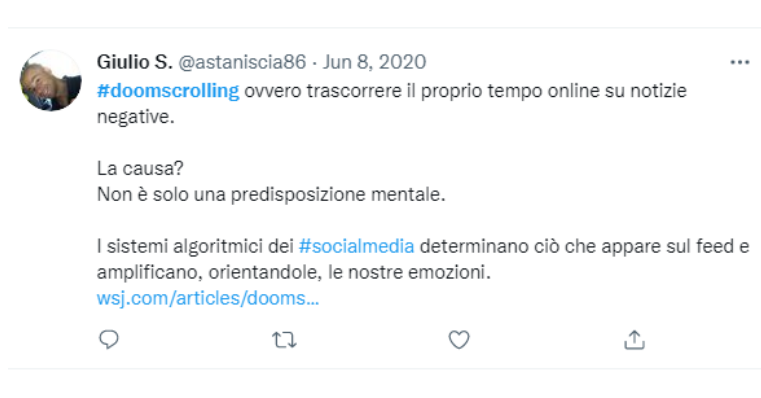 Giulio S. @astaniscia86 · Jun 8, 2020
#doomscrolling ovvero trascorrere il proprio tempo online su notizie
negative.
La causa?
Non è solo una predisposizione mentale.
I sistemi algoritmici dei #socialmedia determinano ciò che appare sul feed e
amplificano, orientandole, le nostre emozioni.
wsj.com/articles/dooms...